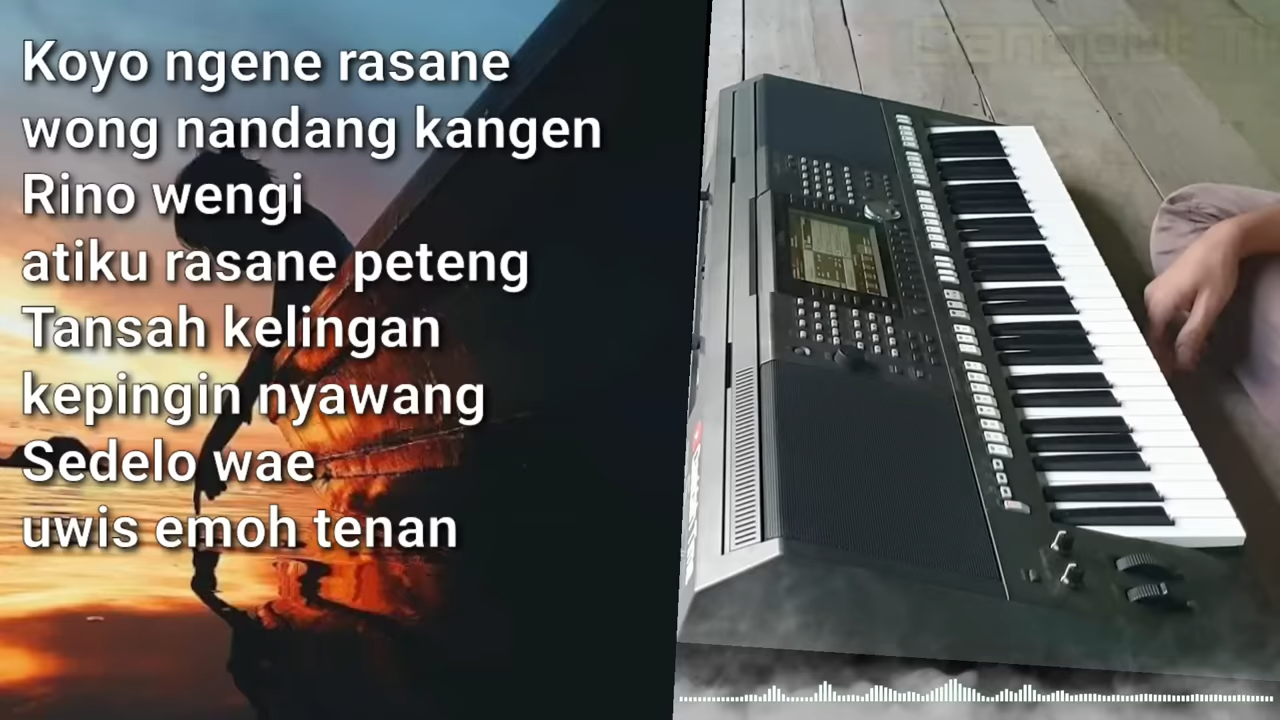 Koyo ngene rasane
wong nandang kangen
Rino wengi
atiku rasane peteng
Tansah kelingan
kepingin nyawang
Sedelo wae
uwis emoh tenan